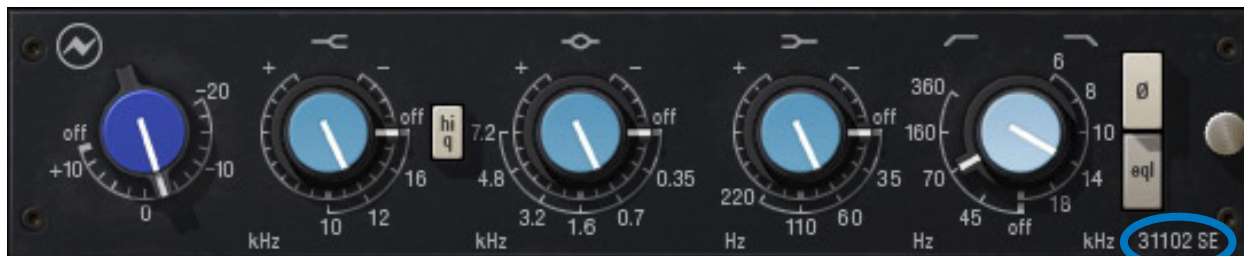 off -20
+10 -10
0
+ - off
16
12
10
kHz
hi
q
+ - off
7.2
4.8
3.2
1.6
0.7
0.35
kHz
+ - off
220
110
60
35
Hz
360
160
70
45
off
Hz
6
8
10
14
18
kHz
ø
eql
31102 SE